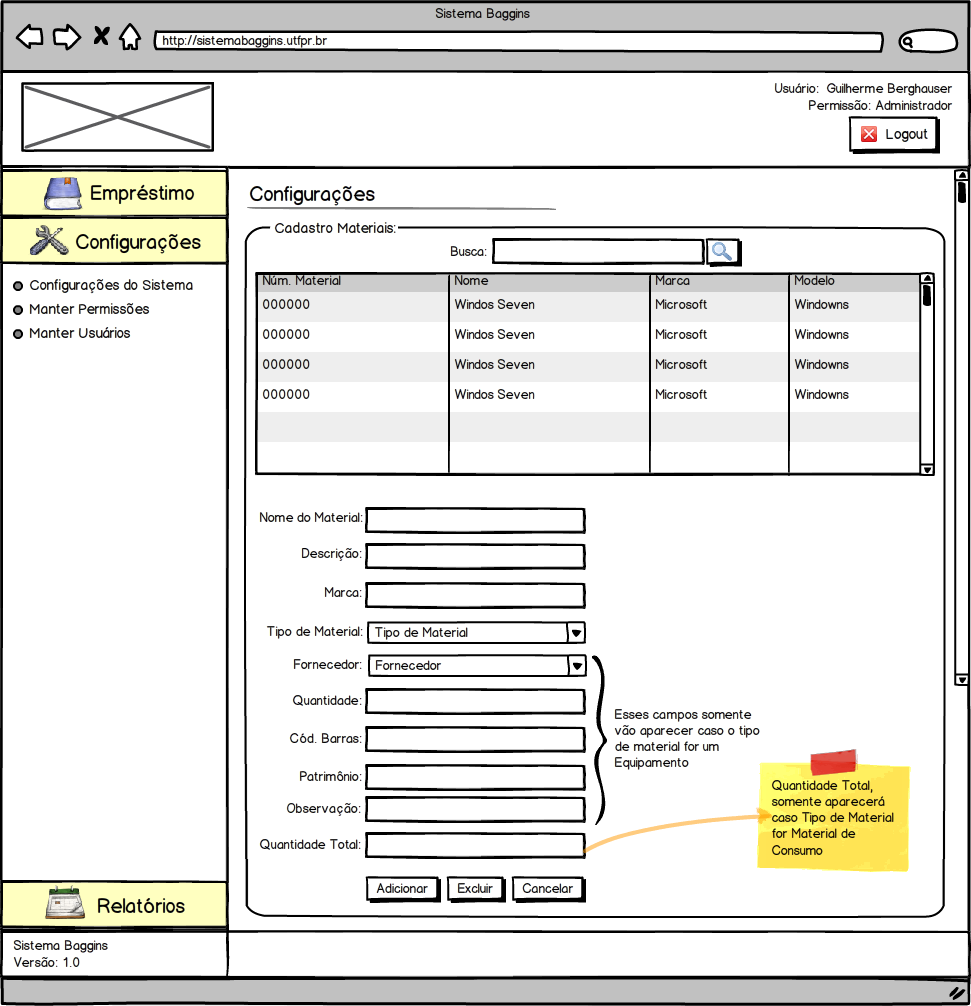 Sistema Baggins
http://sistemabaggins.utfpr.br
Usuário: Guilherme Berghauser
Permissão: Administrador
Logout
Empréstimo
Configurações
Configurações do Sistema
Manter Permissões
Manter Usuários
Configurações
Cadastro Materiais:
Busca:
Núm. Material Nome Marca Modelo
000000 Windos Seven Microsoft Windowns
000000 Windos Seven Microsoft Windowns
000000 Windos Seven Microsoft Windowns
000000 Windos Seven Microsoft Windowns
Nome do Material:
Descrição:
Marca:
Tipo de Material: Tipo de Material
Fornecedor: Fornecedor
Quantidade:
Cód. Barras:
Patrimônio:
Observação:
Quantidade Total:
Esses campos somente
vão aparecer caso o tipo
de material for um
Equipamento
Quantidade Total,
somente aparecerá
caso Tipo de Material
for Material de
Consumo
Adicionar Excluir Cancelar
Relatórios
Sistema Baggins
Versão: 1.0